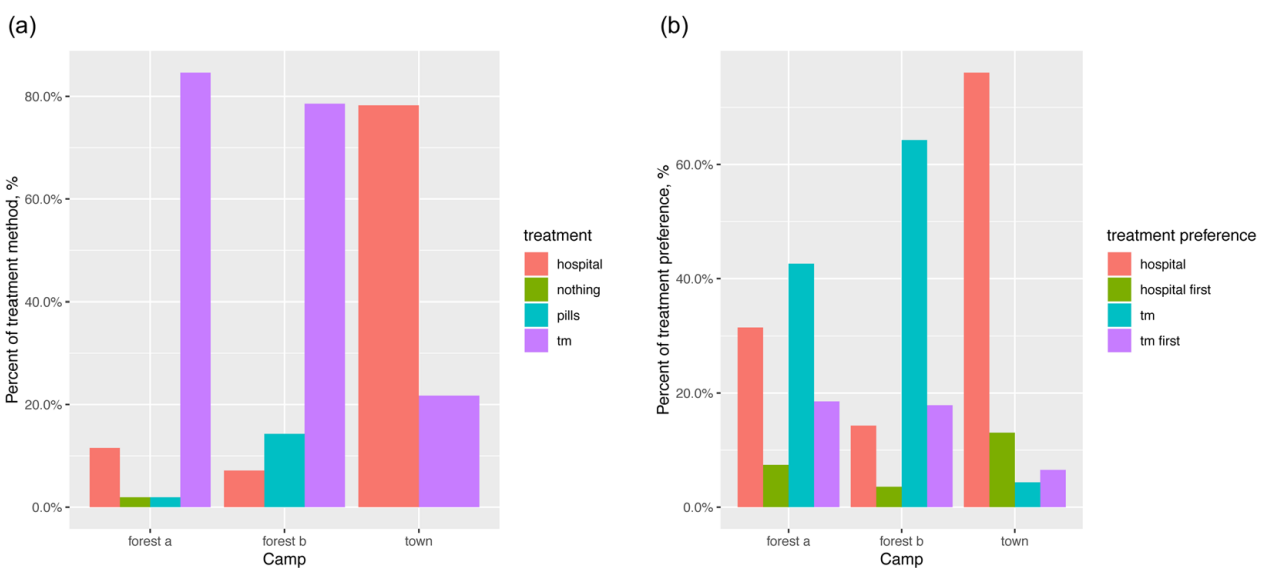 (a)
Percent of treatment method, %
80.0%
60.0%
40.0%
20.0%
0.0%
forest a
forest b
town
Camp
treatment
hospital
nothing
pills
tm
(b)
Percent of treatment preference, %
60.0%
40.0%
20.0%
0.0%
forest a
forest b
town
Camp
treatment preference
hospital
hospital first
tm
tm first